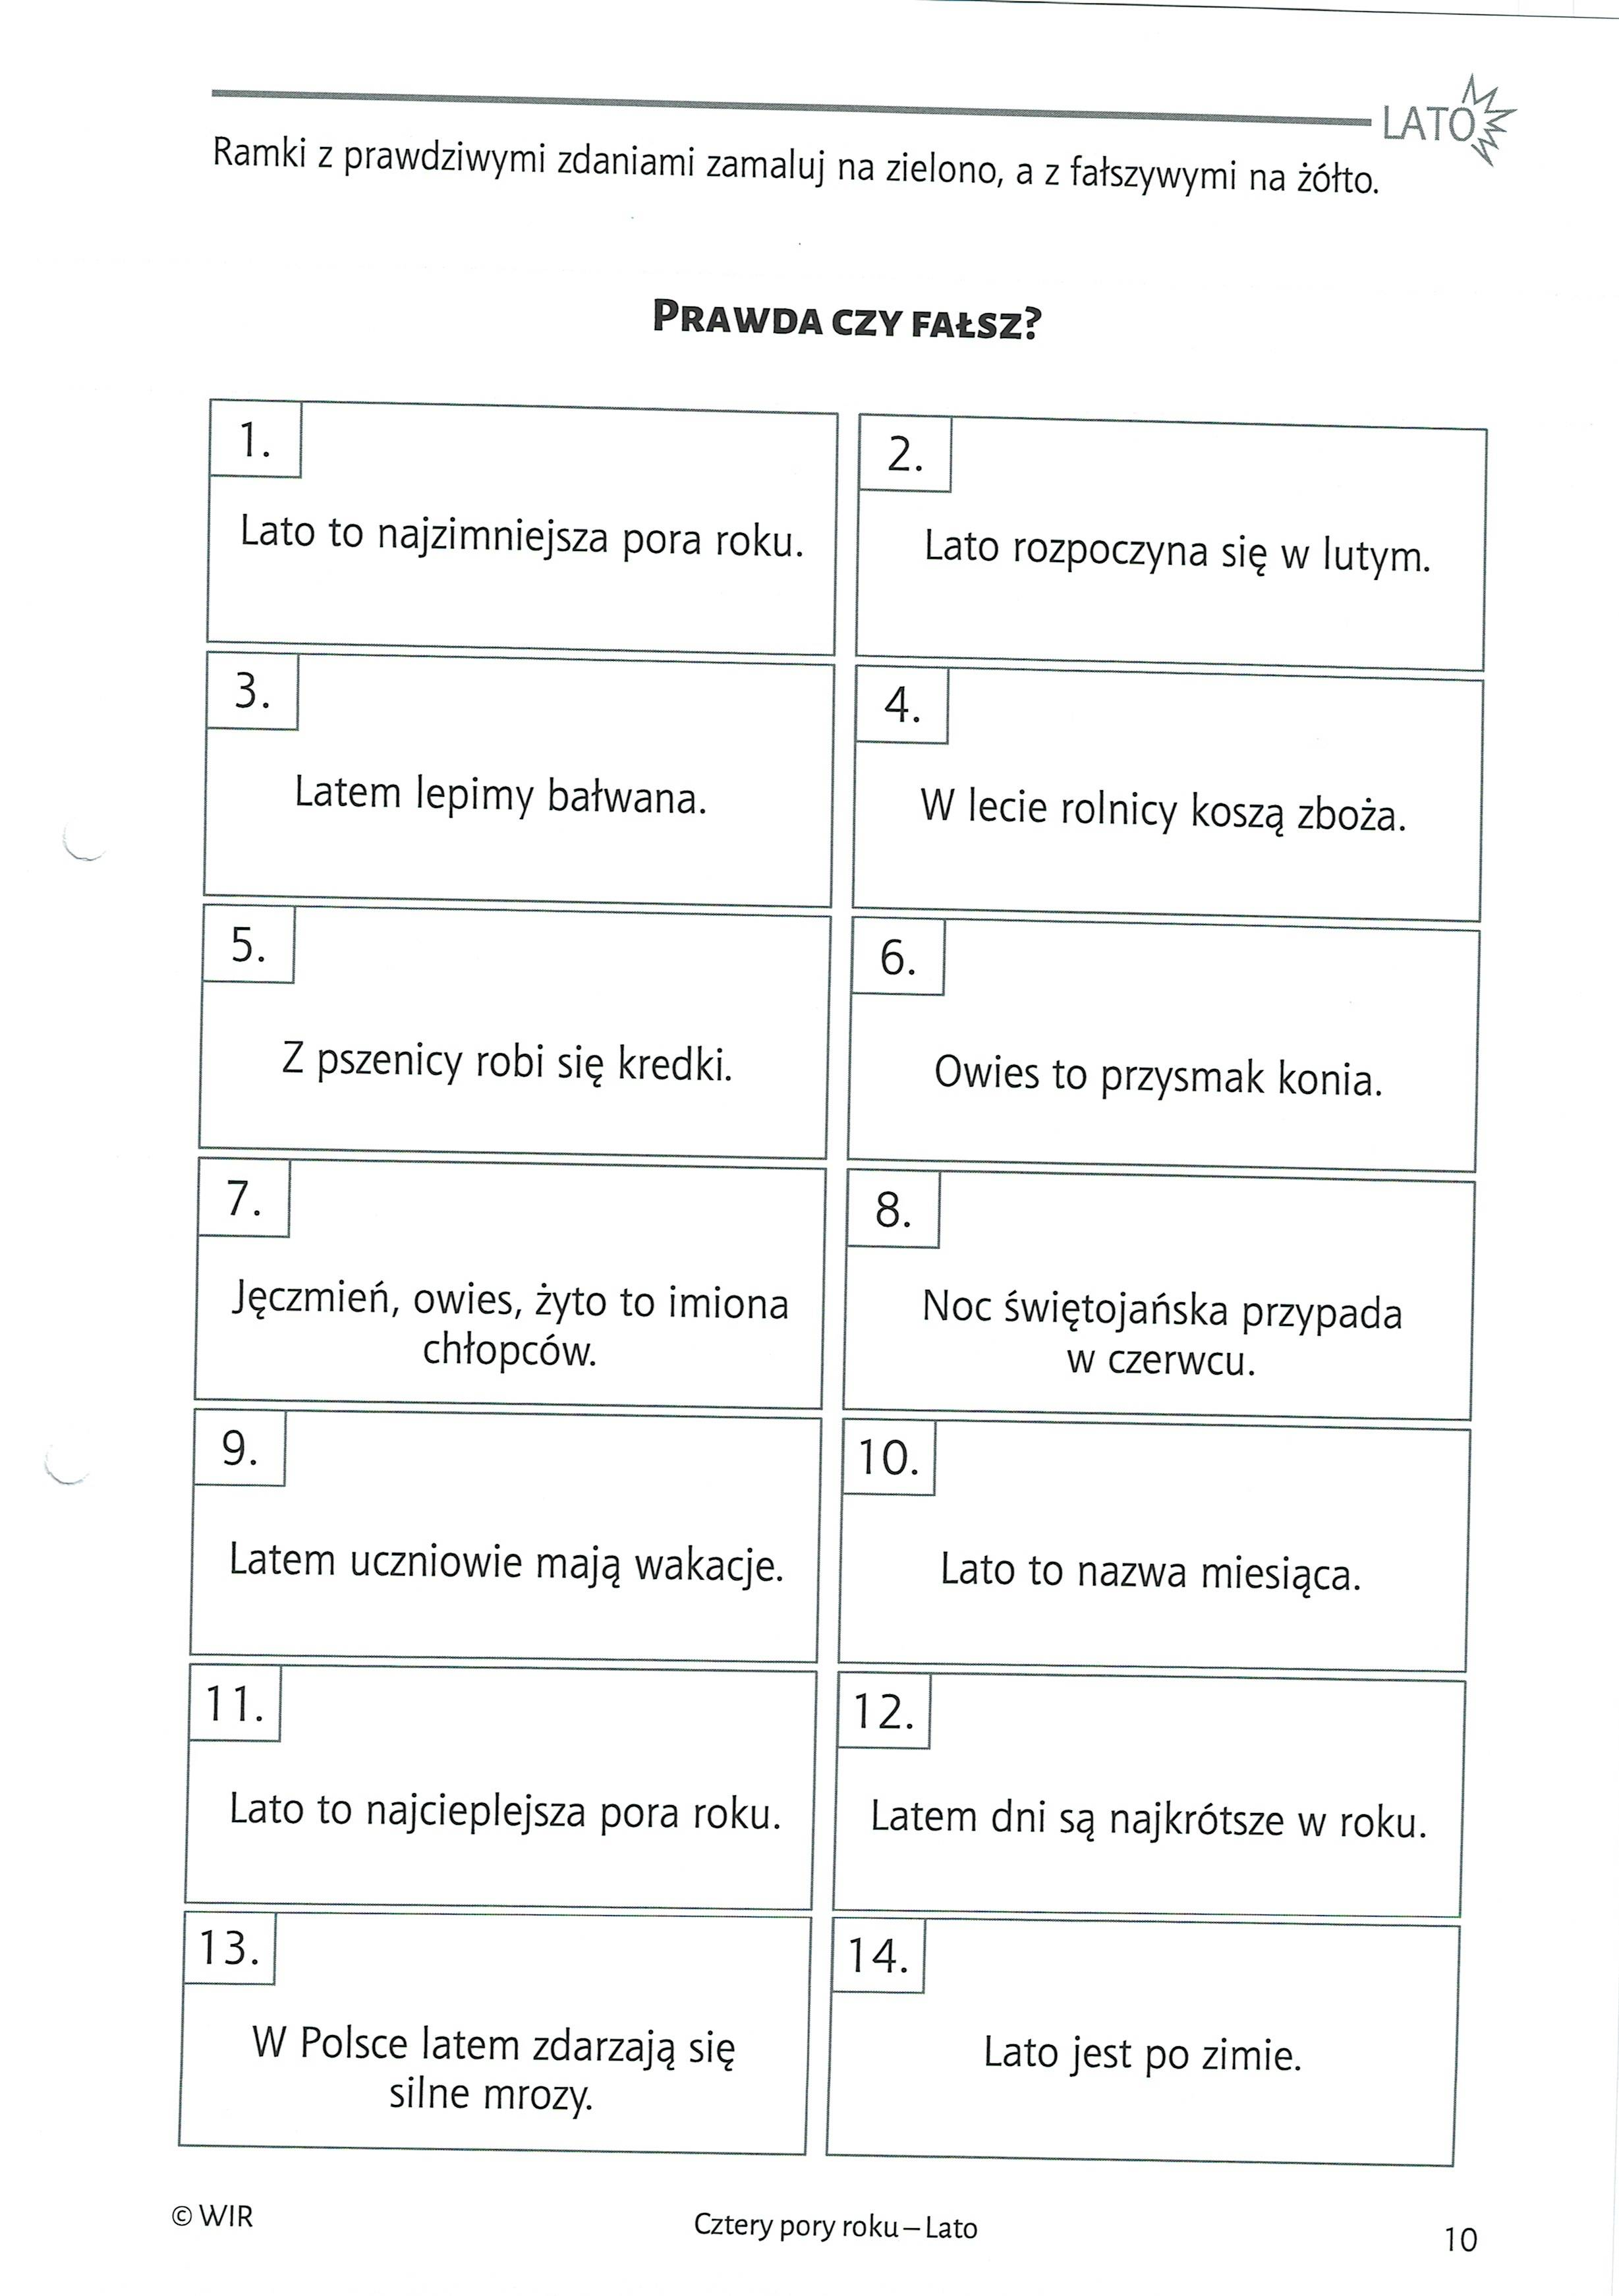 LATO
Ramki z prawdziwymi zdaniami zamaluj na zielono, a z fałszywymi na żółto.
PRAWDA CZY FAŁSZ?
1.
Lato to najzimniejsza pora roku.
2.
Lato rozpoczyna się w lutym.
3.
Latem lepimy bałwana.
4.
W lecie rolnicy koszą zboża.
5.
Z pszenicy robi się kredki.
6.
Owies to przysmak konia.
7.
Jęczmień, owies, żyto to imiona
chłopców.
8.
Noc świętojańska przypada
w czerwcu.
9.
Latem uczniowie mają wakacje.
10.
Lato to nazwa miesiąca.
11.
Lato to najcieplejsza pora roku.
12.
Latem dni są najkrótsze w roku.
13.
W Polsce latem zdarzają się
silne mrozy.
14.
Lato jest po zimie.
© WIR
Cztery pory roku – Lato
10